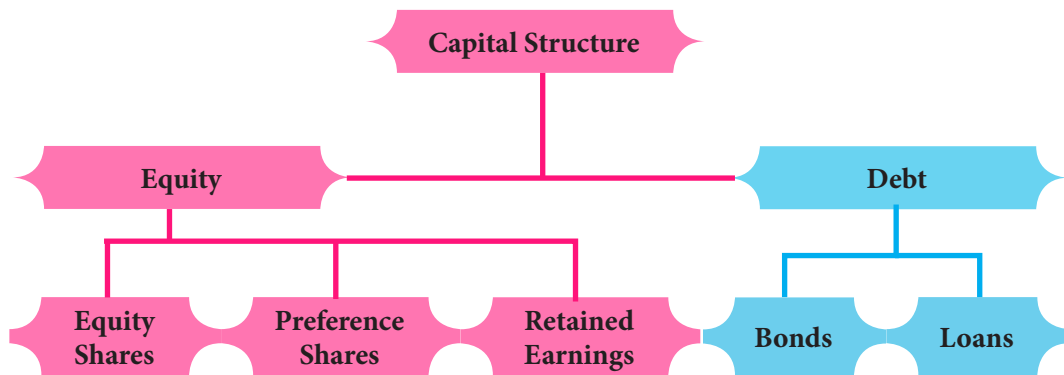 Capital Structure
Equity
Debt
Equity
Shares
Preference
Shares
Retained
Earnings
Bonds
Loans